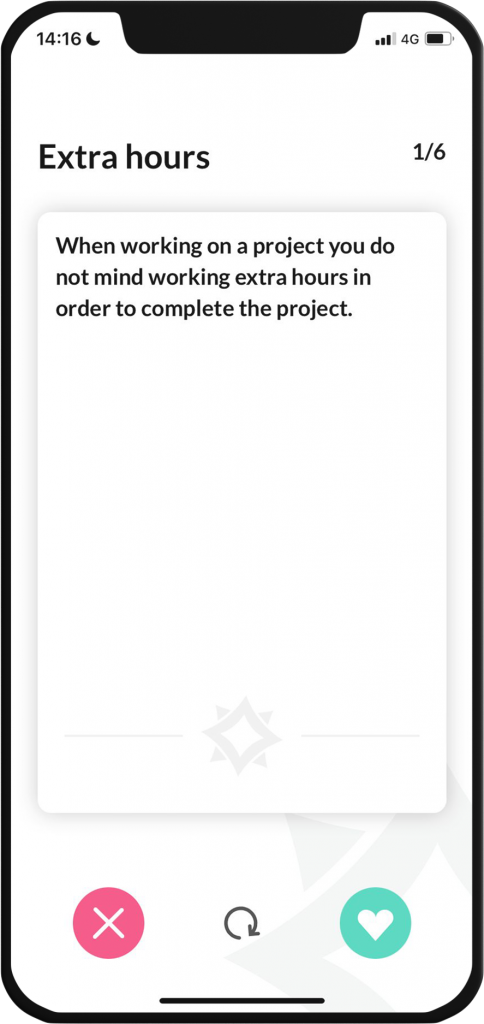 14:16
4G
Extra hours
1/6
When working on a project you do
not mind working extra hours in
order to complete the project.